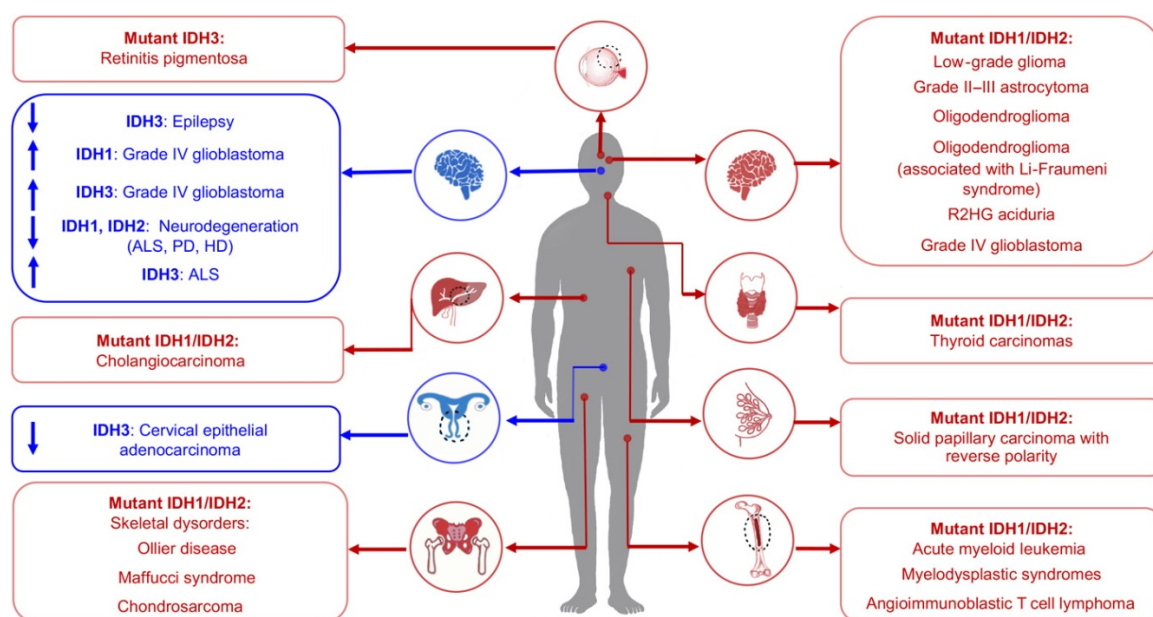 Mutant IDH3:
Retinitis pigmentosa
IDH3: Epilepsy
IDH1: Grade IV glioblastoma
IDH3: Grade IV glioblastoma
IDH1, IDH2: Neurodegeneration
(ALS, PD, HD)
IDH3: ALS
Mutant IDH1/IDH2:
Cholangiocarcinoma
IDH3: Cervical epithelial
adenocarcinoma
Mutant IDH1/IDH2:
Skeletal dysorders:
Ollier disease
Maffucci syndrome
Chondrosarcoma
Mutant IDH1/IDH2:
Low-grade glioma
Grade II–III astrocytoma
Oligodendroglioma
Oligodendroglioma
(associated with Li-Fraumeni
syndrome)
R2HG aciduria
Grade IV glioblastoma
Mutant IDH1/IDH2:
Thyroid carcinomas
Mutant IDH1/IDH2:
Solid papillary carcinoma with
reverse polarity
Mutant IDH1/IDH2:
Acute myeloid leukemia
Myelodysplastic syndromes
Angioimmunoblastic T cell lymphoma